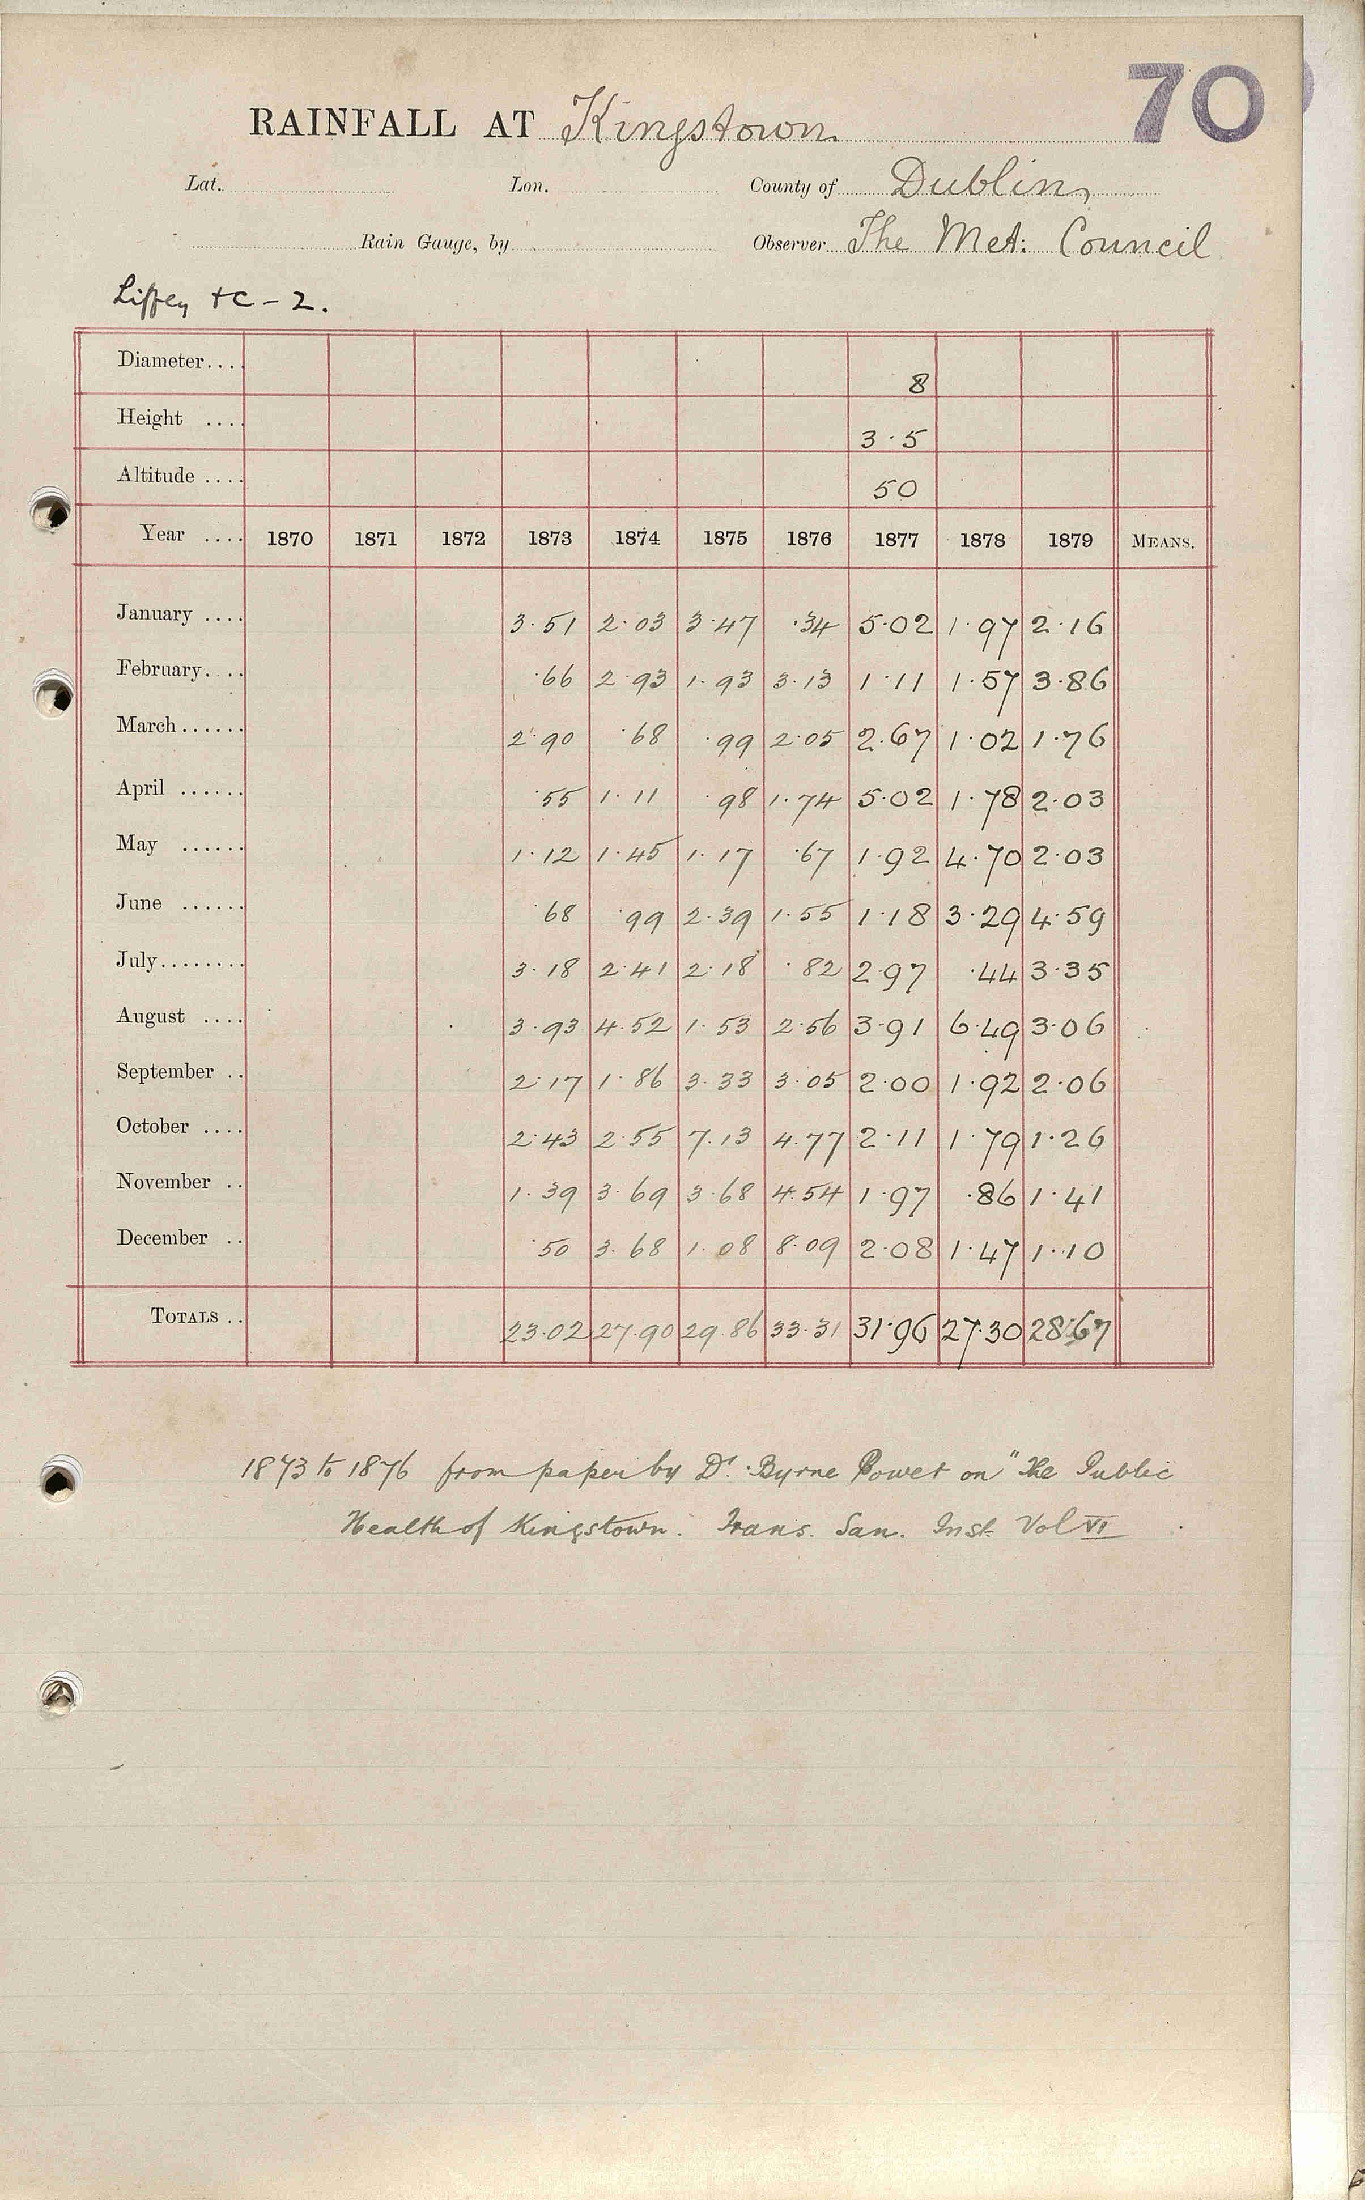 70
RAINFALL AT Kingstown
Lat. Lon. County of Dublin
Rain Gauge, by Observer The Met: Council
Liffey + C - 2.
Diameter.... 8
Height .... 3.5
Altitude .... 50
Year .... 1870 1871 1872 1873 1874 1875 1876 1877 1878 1879 MEANS.
January .... 3.51 2.03 3.47 .34 5.02 1.97 2.16
February.... .66 2.93 1.93 3.13 1.11 1.57 3.86
March...... 2.90 .68 .99 2.05 2.67 1.02 1.76
April ...... .55 1.11 .98 1.74 5.02 1.78 2.03
May ...... 1.12 1.45 1.17 .67 1.92 4.70 2.03
June ...... .68 .99 2.39 1.55 1.18 3.29 4.59
July........ 3.18 2.41 2.18 .82 2.97 .44 3.35
August .... 3.93 4.52 1.53 2.56 3.91 6.49 3.06
September .. 2.17 1.86 3.33 3.05 2.00 1.92 2.06
October .... 2.43 2.55 7.13 4.77 2.11 1.79 1.26
November .. 1.39 3.69 3.68 4.54 1.97 .86 1.41
December .. .50 3.68 1.08 8.09 2.08 1.47 1.10
TOTALS .. 23.02 27.90 29.86 33.31 31.96 27.30 28.67
1873 to 1876 from paper by Dr. Byrne Power on "The Public
Health of Kingstown. Trans. San. Inst. Vol VI